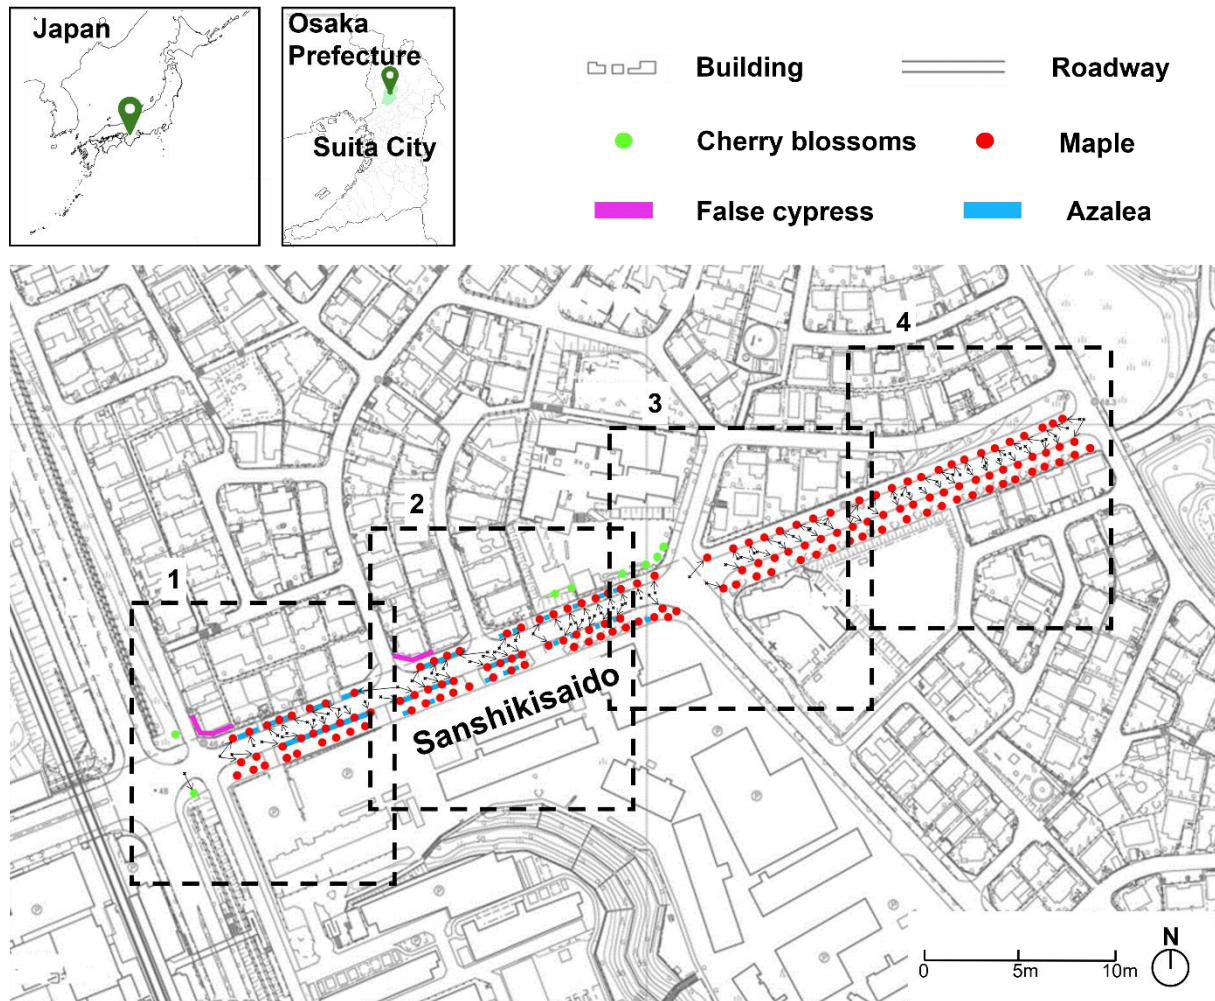 Japan
Osaka
Prefecture
Suita City
Building
Roadway
Cherry blossoms
Maple
False cypress
Azalea
4
3
2
1
Sanshikisaido
N
0 5m 10m